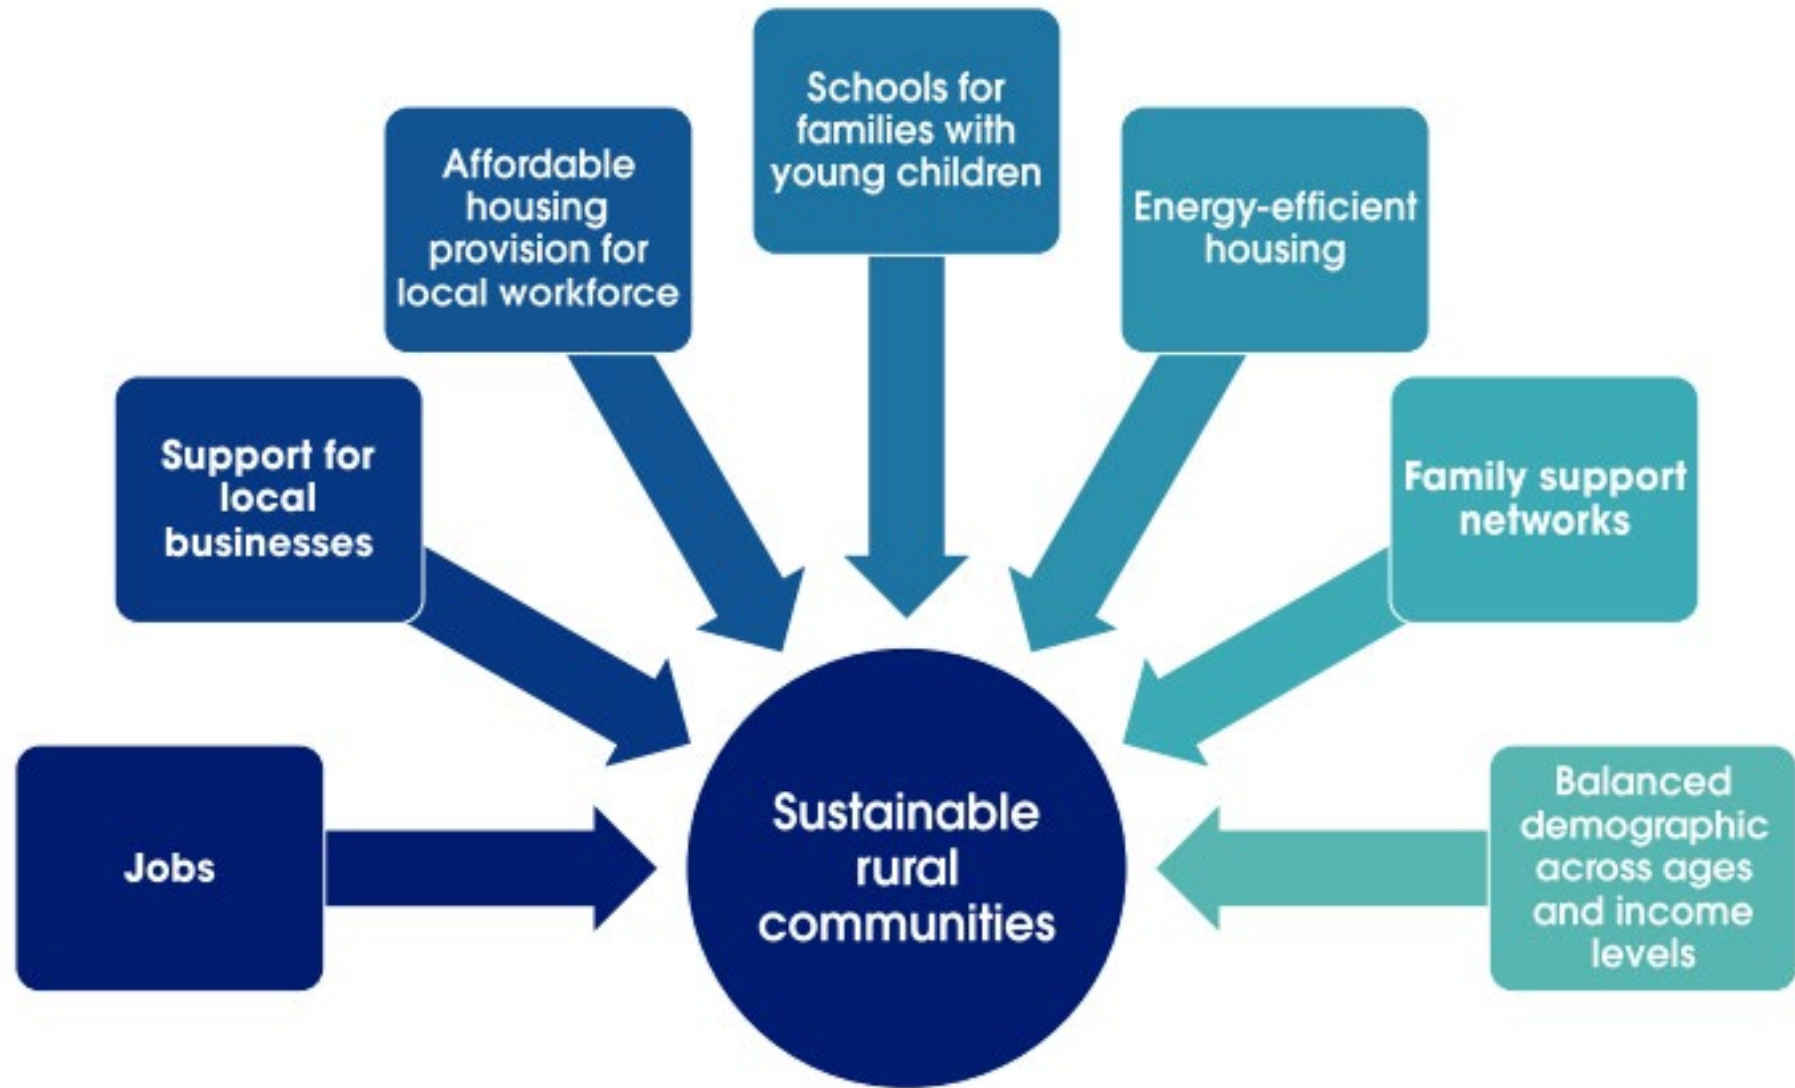 Schools for
families with
young children
Affordable
housing
provision for
local workforce
Energy-efficient
housing
Support for
local
businesses
Family support
networks
Jobs
Sustainable
rural
communities
Balanced
demographic
across ages
and income
levels